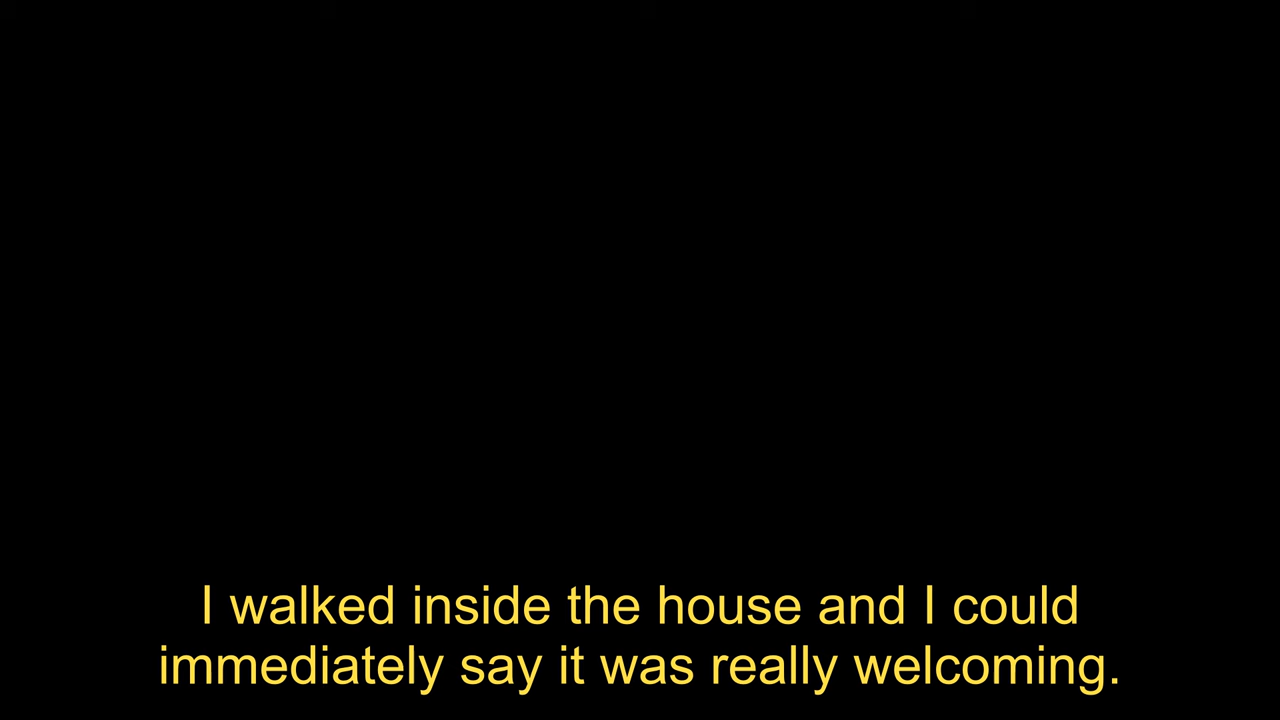 I walked inside the house and I could
immediately say it was really welcoming.